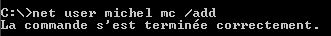 C:\>net user michel mc /add
La commande s'est terminée correctement.